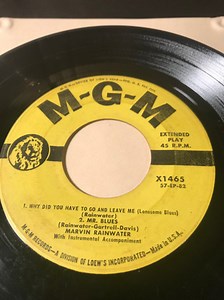 M-G-M
EXTENDED
PLAY
45 R.P.M.
X1465
57-EP-83
1. WHY DID YOU HAVE TO GO AND LEAVE ME (Lonesome Blues)
(Rainwater)
2. MR. BLUES
(Rainwater-Gartrell-Davis)
MARVIN RAINWATER
With Instrumental Accompaniment
M-G-M RECORDS - A DIVISION OF LOEW'S INCORPORATED - MADE IN U.S.A.